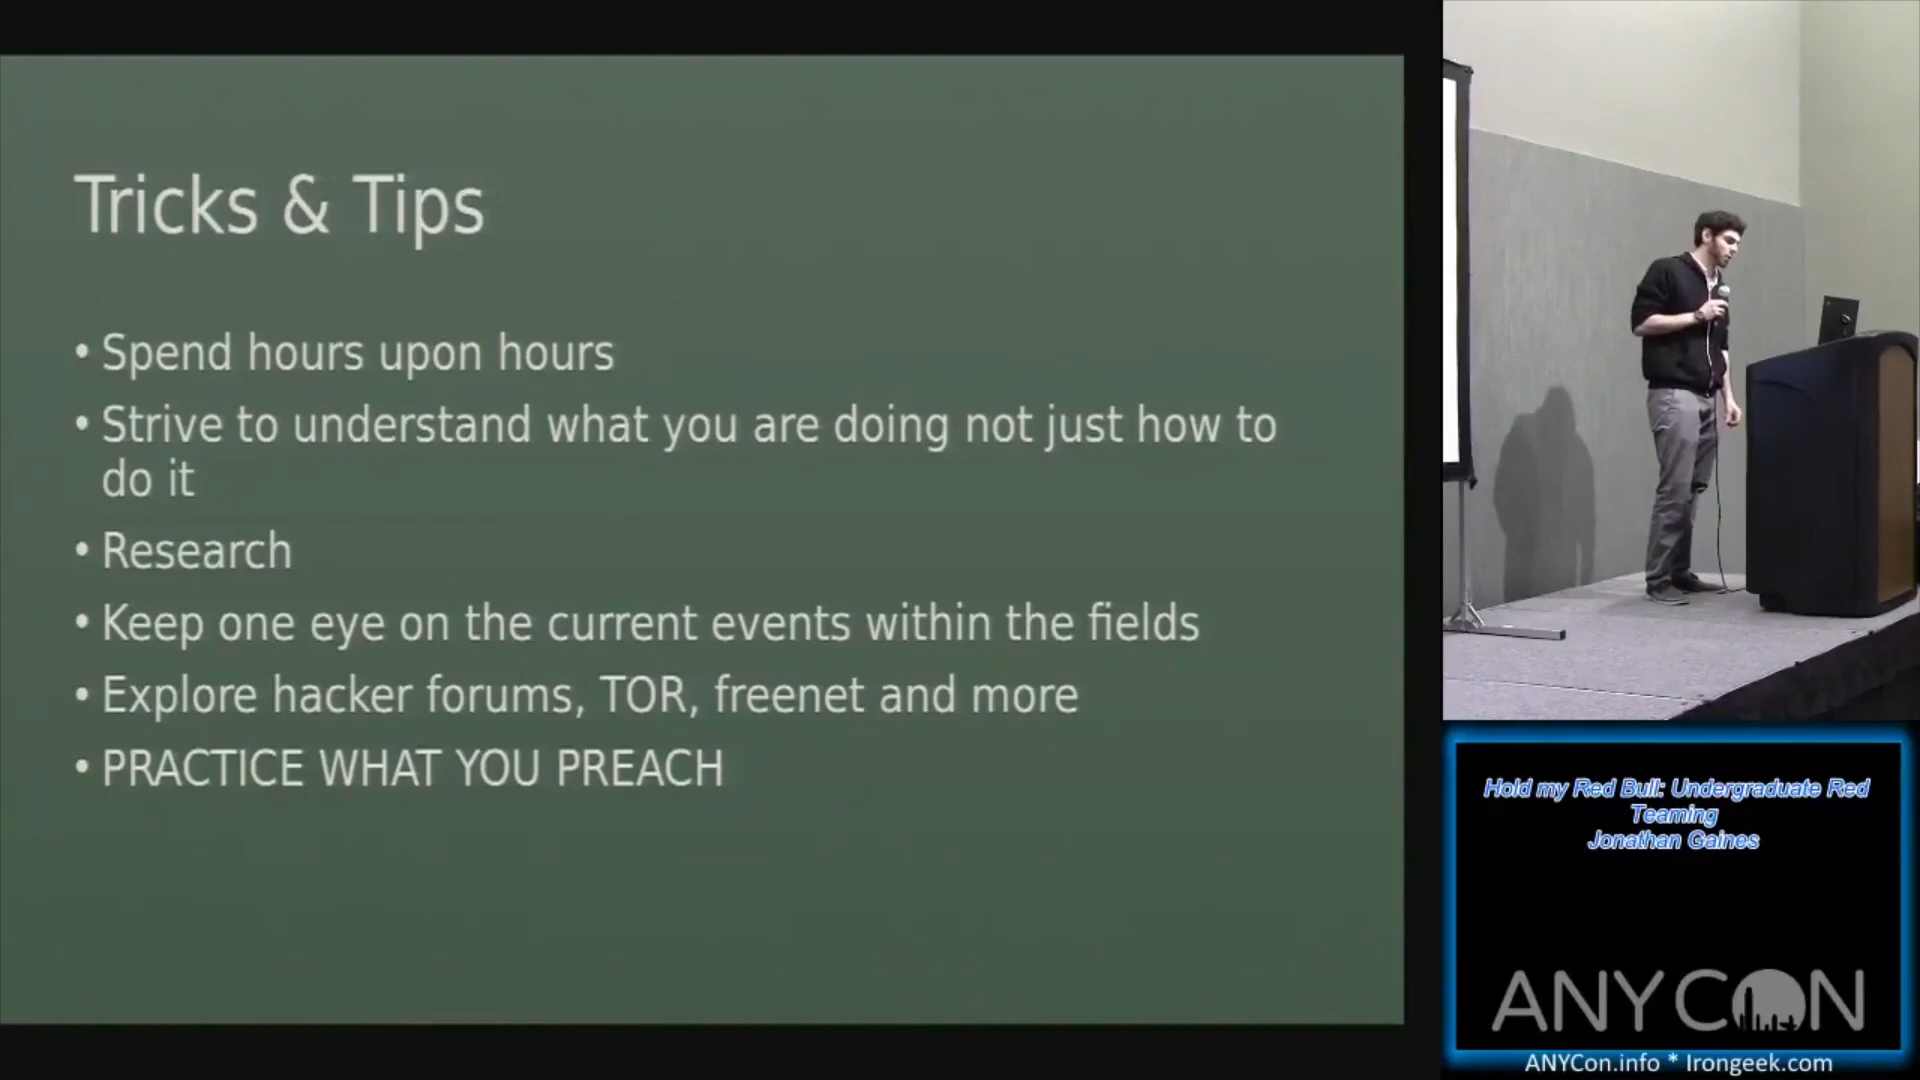 Tricks & Tips
• Spend hours upon hours
• Strive to understand what you are doing not just how to
do it
• Research
• Keep one eye on the current events within the fields
• Explore hacker forums, TOR, freenet and more
• PRACTICE WHAT YOU PREACH
Hold my Red Bull: Undergraduate Red
Teaming
Jonathan Gaines
ANYCON
ANYCon.info * Irongeek.com